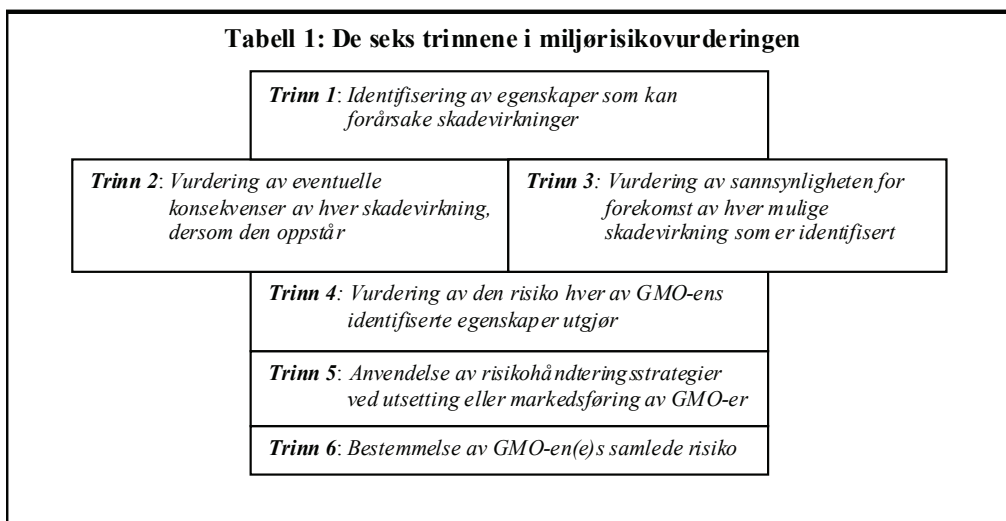 Tabell 1: De seks trinnene i miljørisikovurderingen
Trinn 1: Identifisering av egenskaper som kan
forårsake skadevirkninger
Trinn 2: Vurdering av eventuelle
konsekvenser av hver skadevirkning,
dersom den oppstår
Trinn 3: Vurdering av sannsynligheten for
forekomst av hver mulige
skadevirkning som er identifisert
Trinn 4: Vurdering av den risiko hver av GMO-ens
identifiserte egenskaper utgjør
Trinn 5: Anvendelse av risikohåndteringsstrategier
ved utsetting eller markedsføring av GMO-er
Trinn 6: Bestemmelse av GMO-en(e)s samlede risiko